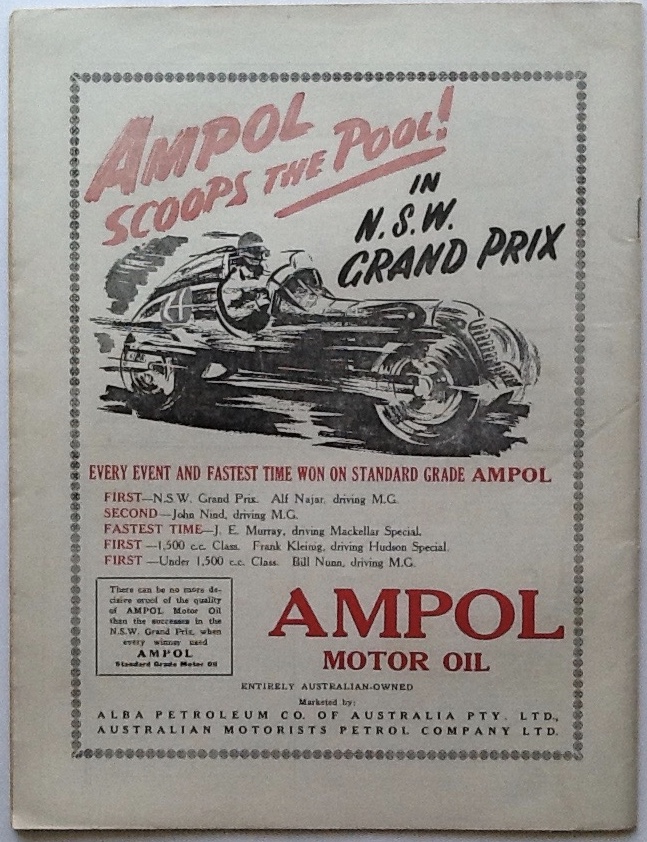 AMPOL
SCOOPS THE POOL!
IN
N.S.W.
GRAND PRIX
4
EVERY EVENT AND FASTEST TIME WON ON STANDARD GRADE AMPOL
FIRST—N.S.W. Grand Prix. Alf Najar, driving M.G.
SECOND—John Nind, driving M.G.
FASTEST TIME—J. E. Murray, driving Mackellar Special.
FIRST—1,500 c.c. Class. Frank Kleinig, driving Hudson Special.
FIRST—Under 1,500 c.c. Class. Bill Nunn, driving M.G.
There can be no more de-
cisive proof of the quality
of AMPOL Motor Oil
than the successes in the
N.S.W. Grand Prix, when
every winner used
AMPOL
Standard Grade Motor Oil
AMPOL
MOTOR OIL
ENTIRELY AUSTRALIAN-OWNED
Marketed by:
ALBA PETROLEUM CO. OF AUSTRALIA PTY. LTD.,
AUSTRALIAN MOTORISTS PETROL COMPANY LTD.